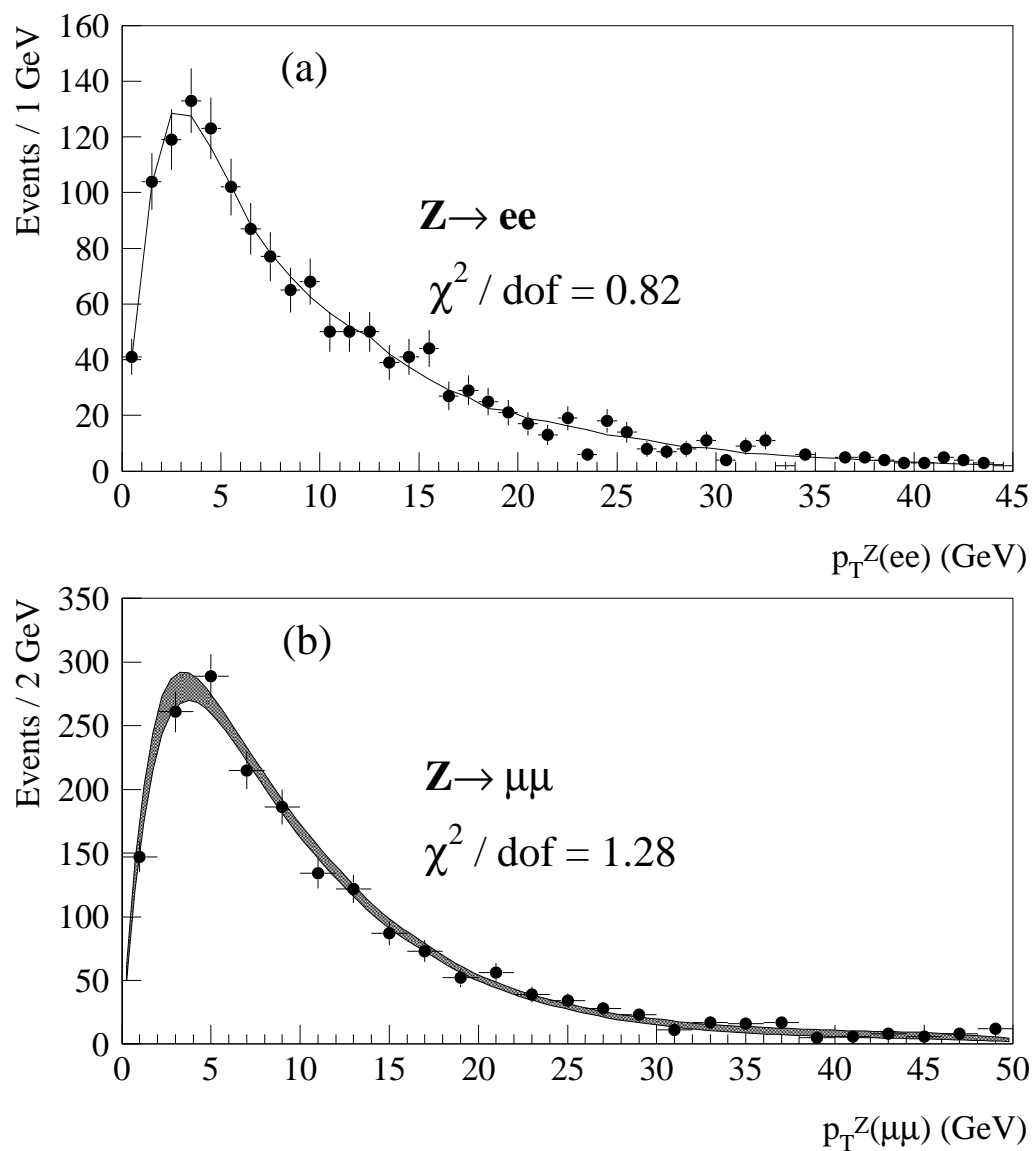 160
140
120
100
80
60
40
20
0
Events / 1 GeV
(a)
Z→ ee
χ² / dof = 0.82
0 5 10 15 20 25 30 35 40 45
p_T^Z(ee) (GeV)
350
300
250
200
150
100
50
0
Events / 2 GeV
(b)
Z→ μμ
χ² / dof = 1.28
0 5 10 15 20 25 30 35 40 45 50
p_T^Z(μμ) (GeV)